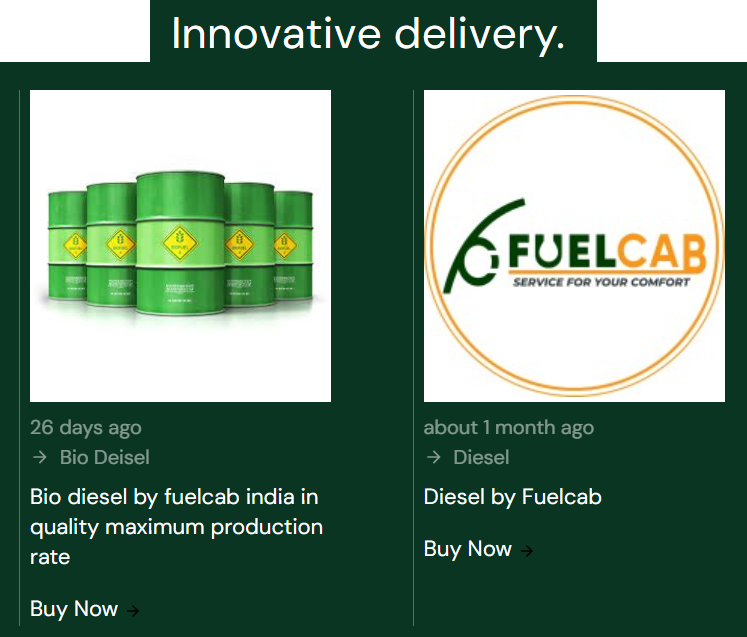 Innovative delivery.
BIOFUEL
FUELCAB
SERVICE FOR YOUR COMFORT
26 days ago
→ Bio Deisel
Bio diesel by fuelcab india in
quality maximum production
rate
Buy Now →
about 1 month ago
→ Diesel
Diesel by Fuelcab
Buy Now →